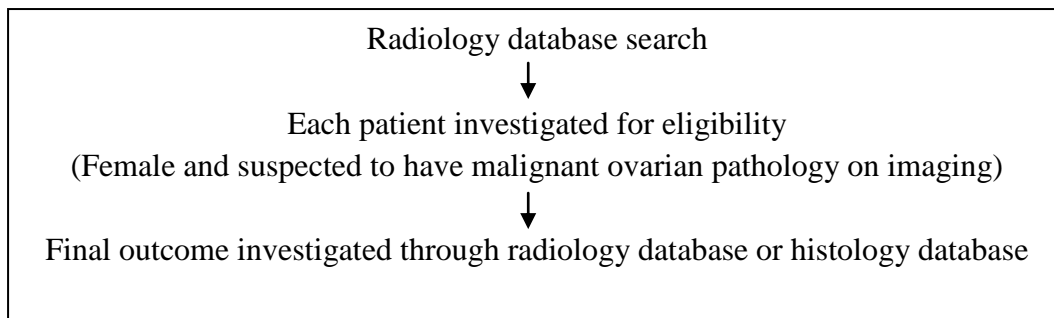 Radiology database search
Each patient investigated for eligibility
(Female and suspected to have malignant ovarian pathology on imaging)
Final outcome investigated through radiology database or histology database